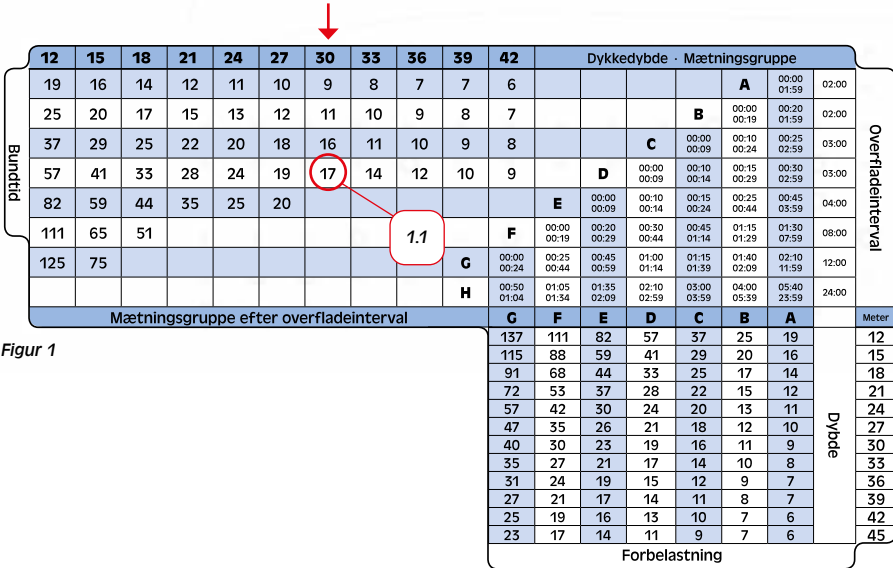 12 15 18 21 24 27 30 33 36 39 42 Dykkedybde · Mætningsgruppe
19 16 14 12 11 10 9 8 7 7 6 A 00:00 01:59 02:00
25 20 17 15 13 12 11 10 9 8 7 B 00:00 00:19 00:20 01:59 02:00
37 29 25 22 20 18 16 11 10 9 8 C 00:00 00:09 00:10 00:24 00:25 02:59 03:00
57 41 33 28 24 19 17 14 12 10 9 D 00:00 00:09 00:10 00:14 00:15 00:29 00:30 02:59 03:00
82 59 44 35 25 20 E 00:00 00:09 00:10 00:14 00:15 00:24 00:25 00:44 00:45 03:59 04:00
111 65 51 F 00:00 00:19 00:20 00:29 00:30 00:44 00:45 01:14 01:15 01:29 01:30 07:59 08:00
125 75 G 00:00 00:24 00:25 00:44 00:45 00:59 01:00 01:14 01:15 01:39 01:40 02:09 02:10 11:59 12:00
H 00:50 01:04 01:05 01:34 01:35 02:09 02:10 02:59 03:00 03:59 04:00 05:39 05:40 23:59 24:00
Bundtid
1.1
Overfladeinterval
Mætningsgruppe efter overfladeinterval G F E D C B A Meter
Figur 1
137 111 82 57 37 25 19 12
115 88 59 41 29 20 16 15
91 68 44 33 25 17 14 18
72 53 37 28 22 15 12 21
57 42 30 24 20 13 11 24
47 35 26 21 18 12 10 27
40 30 23 19 16 11 9 30
35 27 21 17 14 10 8 33
31 24 19 15 12 9 7 36
27 21 17 14 11 8 7 39
25 19 16 13 10 7 6 42
23 17 14 11 9 7 6 45
Dybde
Forbelastning